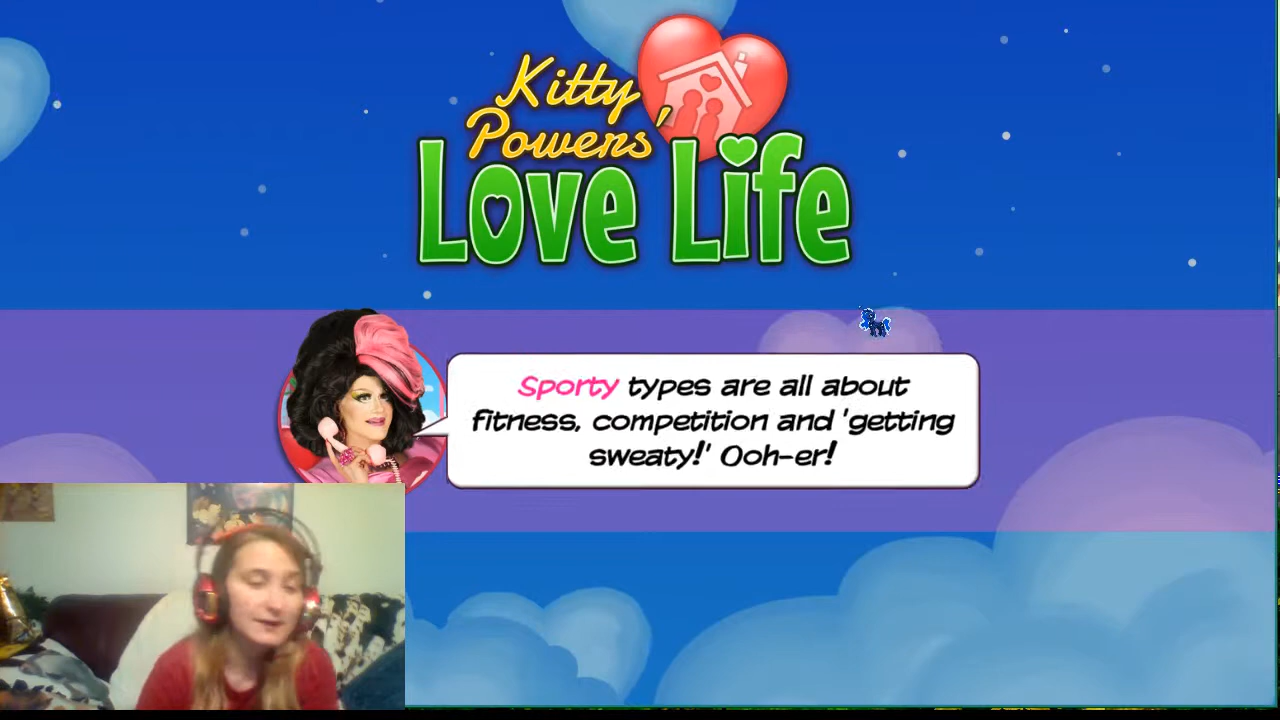 Kitty
Powers'
Love Life
Sporty types are all about
fitness, competition and 'getting
sweaty!' Ooh-er!